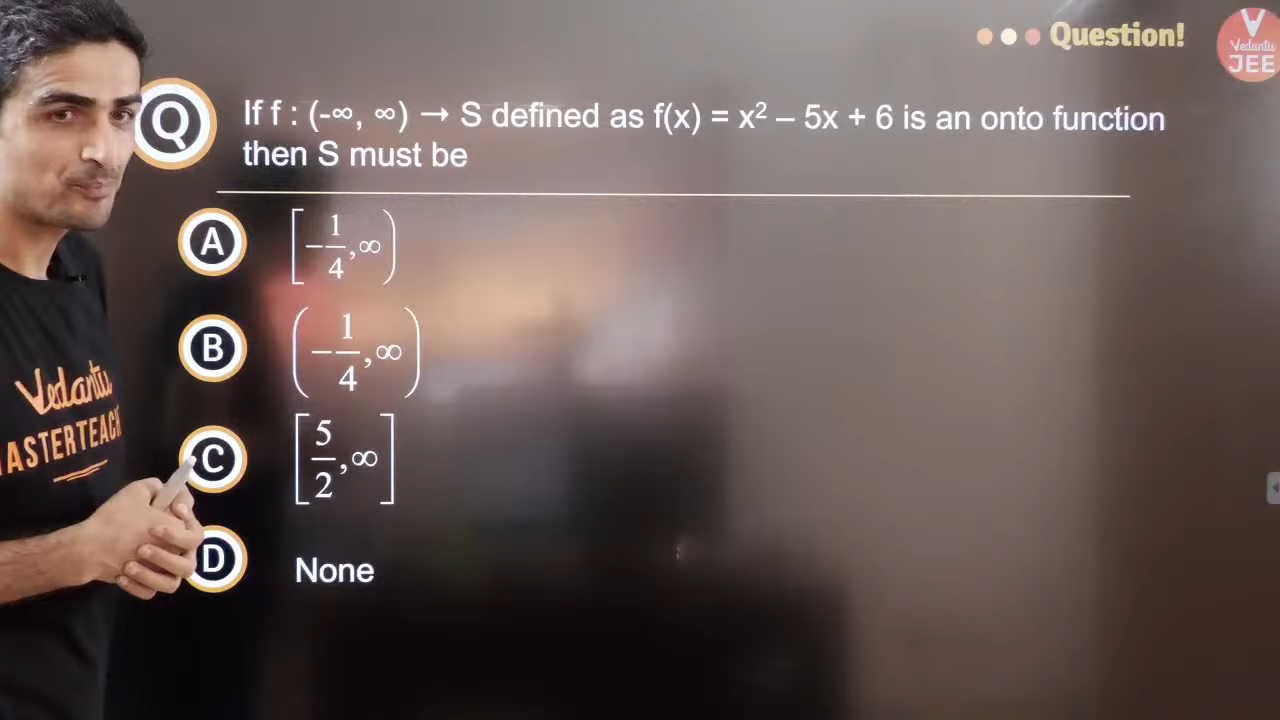 Question!
Vedantu
JEE
Q
If f : (-∞, ∞) → S defined as f(x) = x² – 5x + 6 is an onto function
then S must be
A [-1/4, ∞)
B (-1/4, ∞)
C [5/2, ∞]
D None
Vedantu